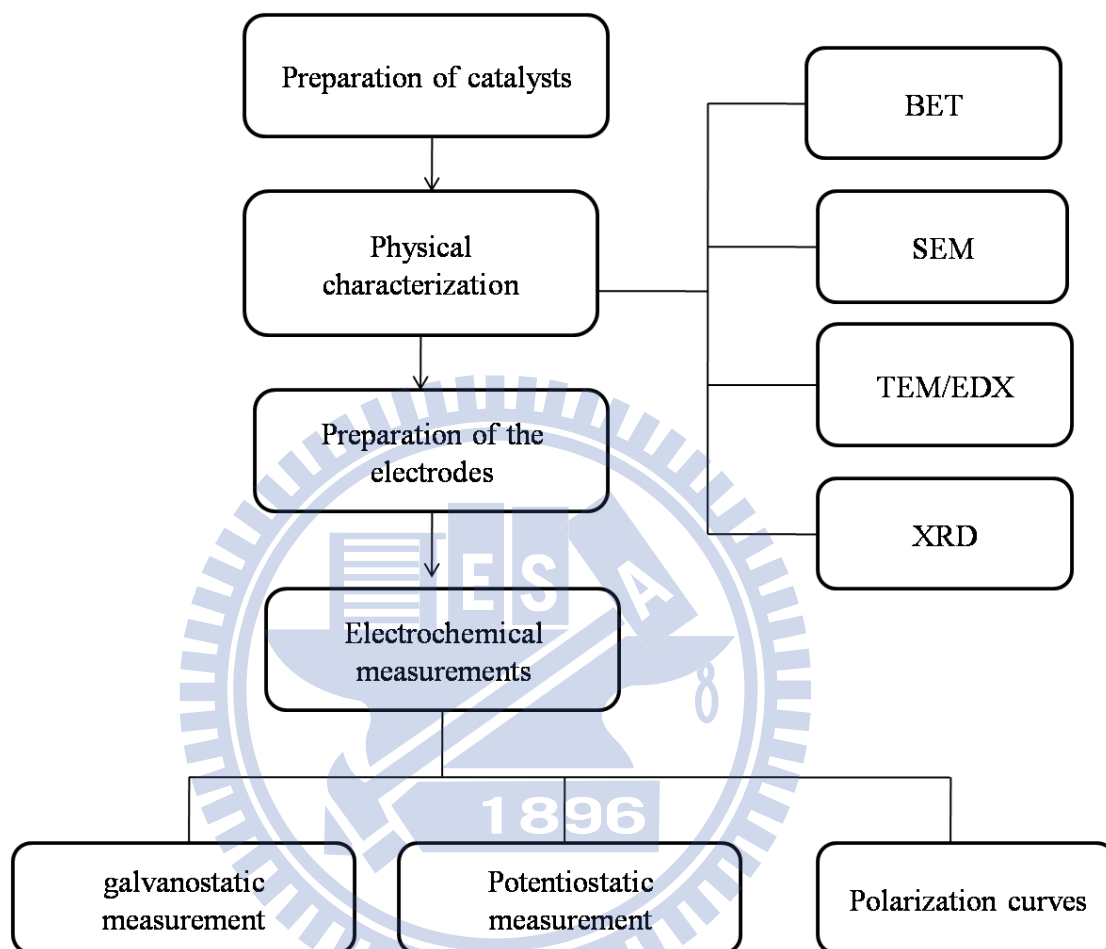 Preparation of catalysts
BET
Physical
characterization
SEM
TEM/EDX
Preparation of the
electrodes
XRD
ESA
Electrochemical
measurements
1896
galvanostatic
measurement
Potentiostatic
measurement
Polarization curves